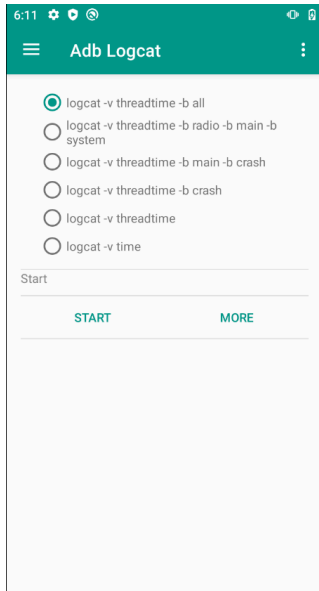 6:11
Adb Logcat
logcat -v threadtime -b all
logcat -v threadtime -b radio -b main -b
system
logcat -v threadtime -b main -b crash
logcat -v threadtime -b crash
logcat -v threadtime
logcat -v time
Start
START MORE